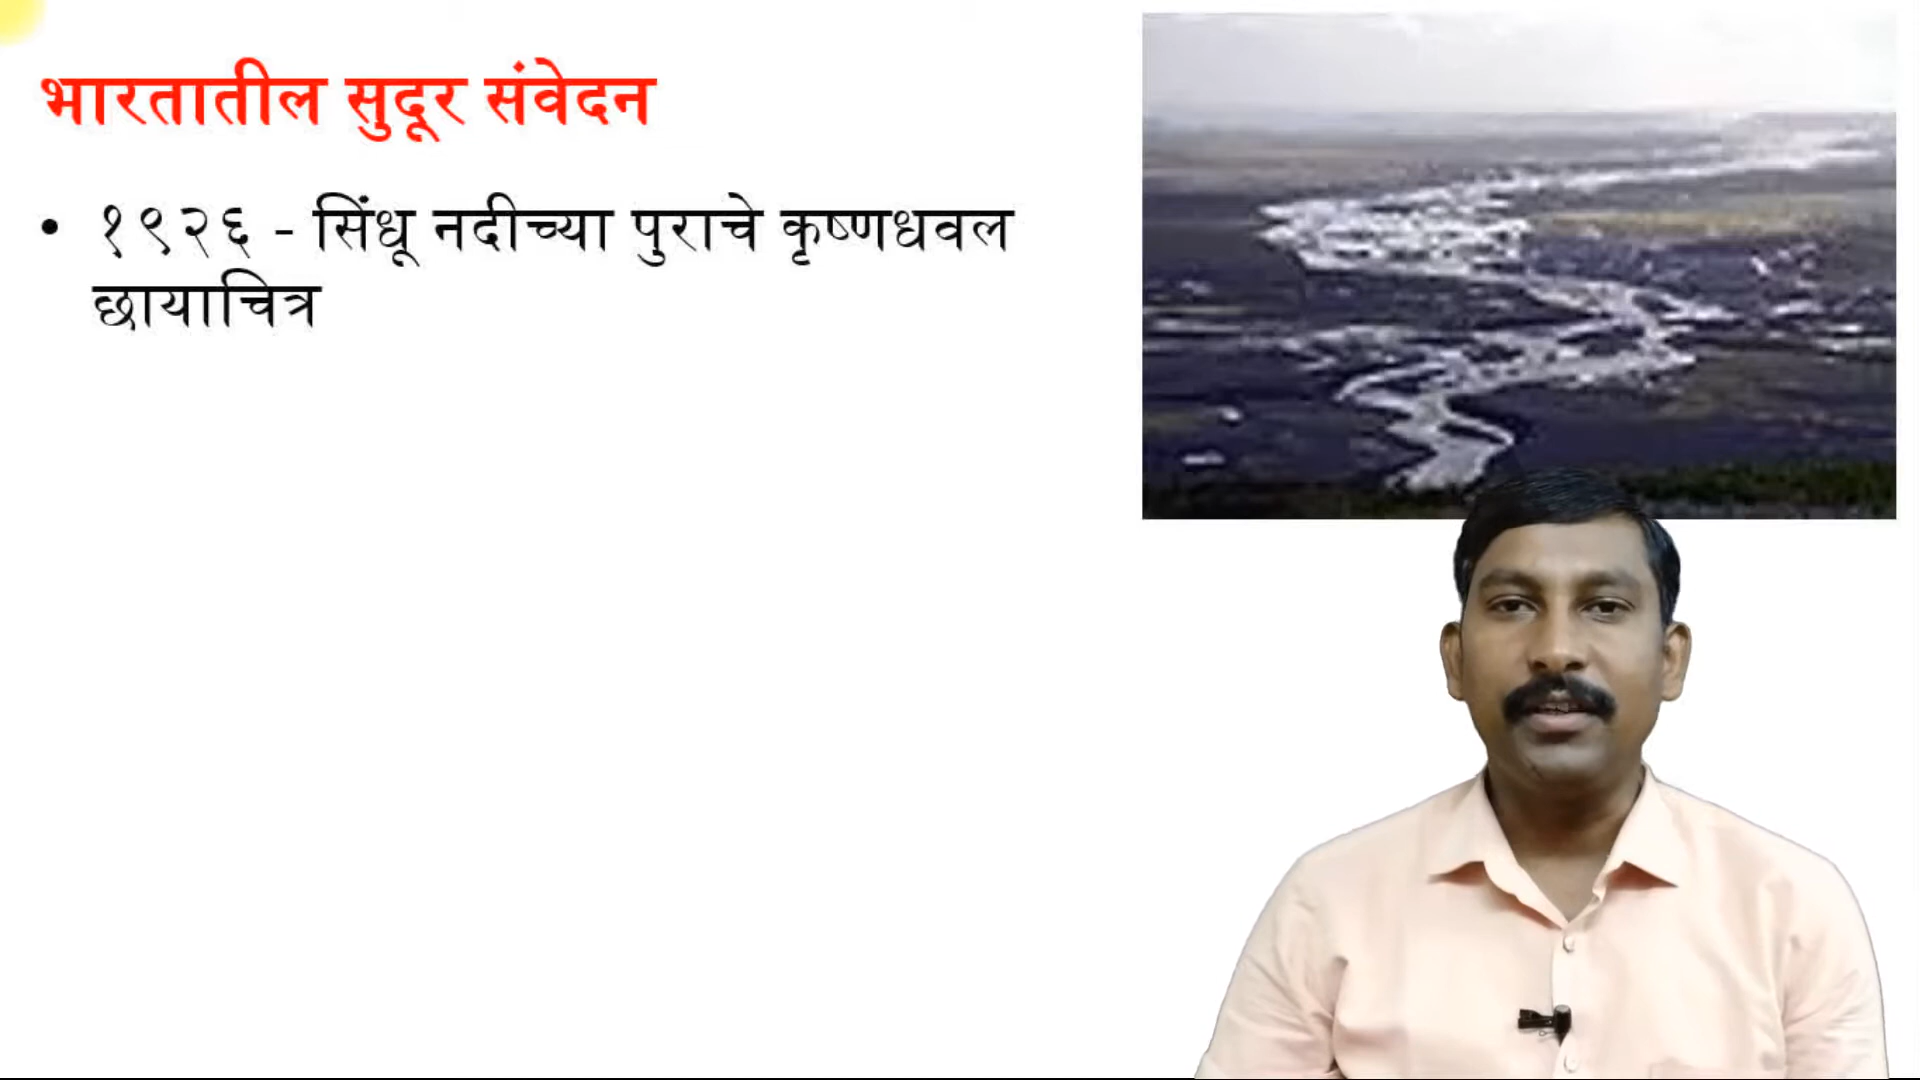 भारतातील सुदूर संवेदन
• १९२६ - सिंधू नदीच्या पुराचे कृष्णधवल
छायाचित्र